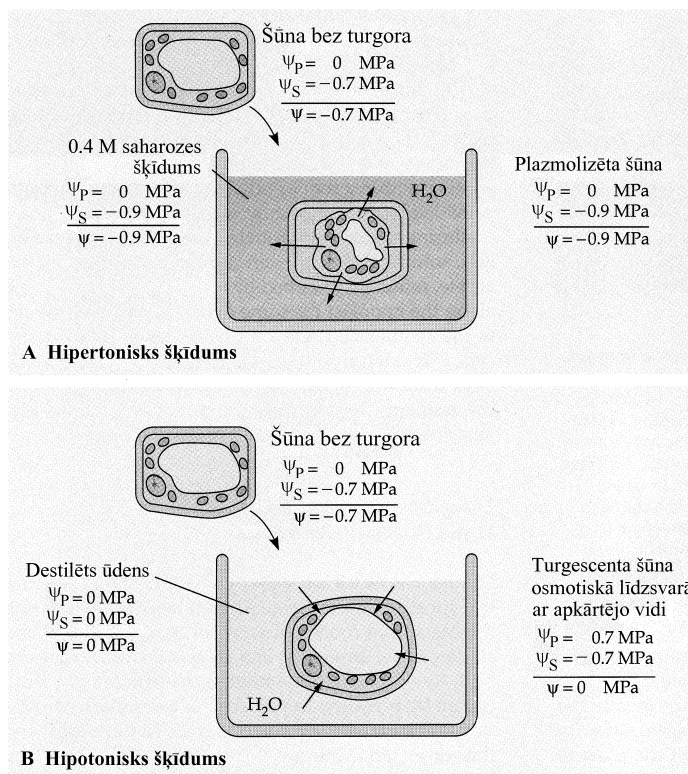 Šūna bez turgora
ΨP = 0 MPa
ΨS = −0.7 MPa
Ψ = −0.7 MPa
0.4 M saharozes
šķīdums
ΨP = 0 MPa
ΨS = −0.9 MPa
Ψ = −0.9 MPa
H2O
Plazmolizēta šūna
ΨP = 0 MPa
ΨS = −0.9 MPa
Ψ = −0.9 MPa
A Hipertonisks šķīdums
Šūna bez turgora
ΨP = 0 MPa
ΨS = −0.7 MPa
Ψ = −0.7 MPa
Destilēts ūdens
ΨP = 0 MPa
ΨS = 0 MPa
Ψ = 0 MPa
H2O
Turgescenta šūna
osmotiskā līdzsvarā
ar apkārtējo vidi
ΨP = 0.7 MPa
ΨS = −0.7 MPa
Ψ = 0 MPa
B Hipotonisks šķīdums